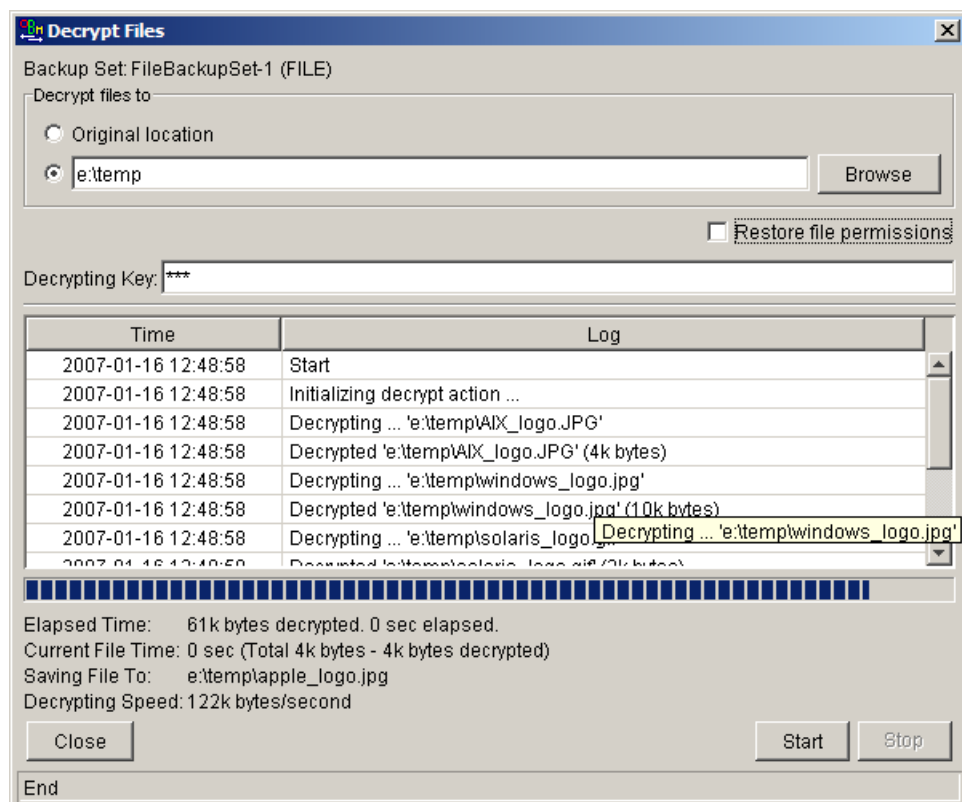 Decrypt Files
Backup Set: FileBackupSet-1 (FILE)
Decrypt files to
Original location
e:\temp Browse
Restore file permissions
Decrypting Key: ***
Time Log
2007-01-16 12:48:58 Start
2007-01-16 12:48:58 Initializing decrypt action ...
2007-01-16 12:48:58 Decrypting ... 'e:\temp\AIX_logo.JPG'
2007-01-16 12:48:58 Decrypted 'e:\temp\AIX_logo.JPG' (4k bytes)
2007-01-16 12:48:58 Decrypting ... 'e:\temp\windows_logo.jpg'
2007-01-16 12:48:58 Decrypted 'e:\temp\windows_logo.jpg' (10k bytes)
2007-01-16 12:48:58 Decrypting ... 'e:\temp\solaris_logo.gif'
Decrypting ... 'e:\temp\windows_logo.jpg'
Decrypted 'e:\temp\solaris_logo.gif'
Elapsed Time: 61k bytes decrypted. 0 sec elapsed.
Current File Time: 0 sec (Total 4k bytes - 4k bytes decrypted)
Saving File To: e:\temp\apple_logo.jpg
Decrypting Speed: 122k bytes/second
Close Start Stop
End